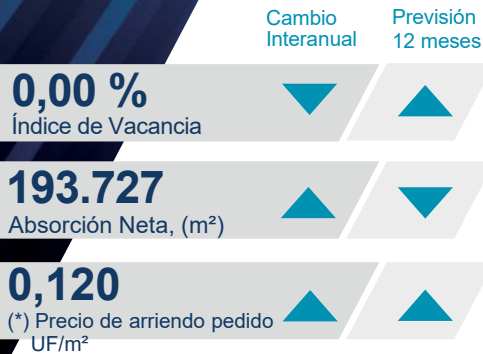 Cambio Interanual
Previsión 12 meses
0,00 %
Índice de Vacancia
193.727
Absorción Neta, (m²)
0,120
(*) Precio de arriendo pedido
UF/m²